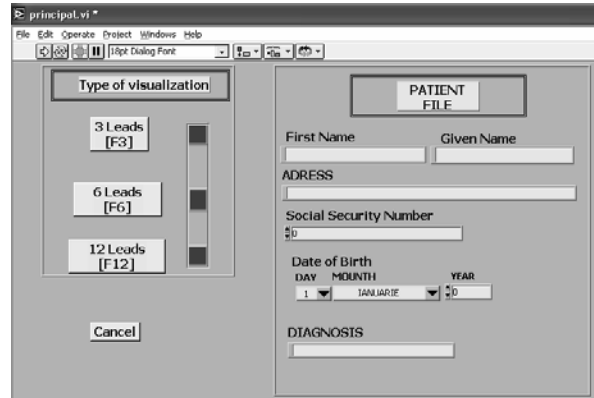 principal.vi *
File Edit Operate Project Windows Help
18pt Dialog Font
Type of visualization
3 Leads
[F3]
6 Leads
[F6]
12 Leads
[F12]
Cancel
PATIENT
FILE
First Name Given Name
ADRESS
Social Security Number
0
Date of Birth
DAY MOUNTH YEAR
1 IANUARIE 0
DIAGNOSIS